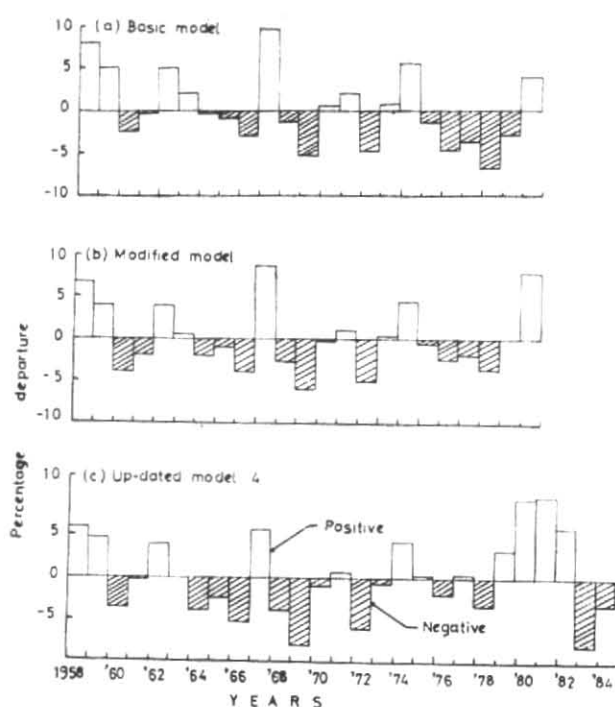 (a) Basic model
10
5
0
-5
-10
(b) Modified model
10
5
0
-5
-10
Percentage departure
(c) Up-dated model 4
10
5
0
-5
Positive
Negative
1958 '60 '62 '64 '66 '68 '70 '72 '74 '76 '78 '80 '82 '84
YEARS